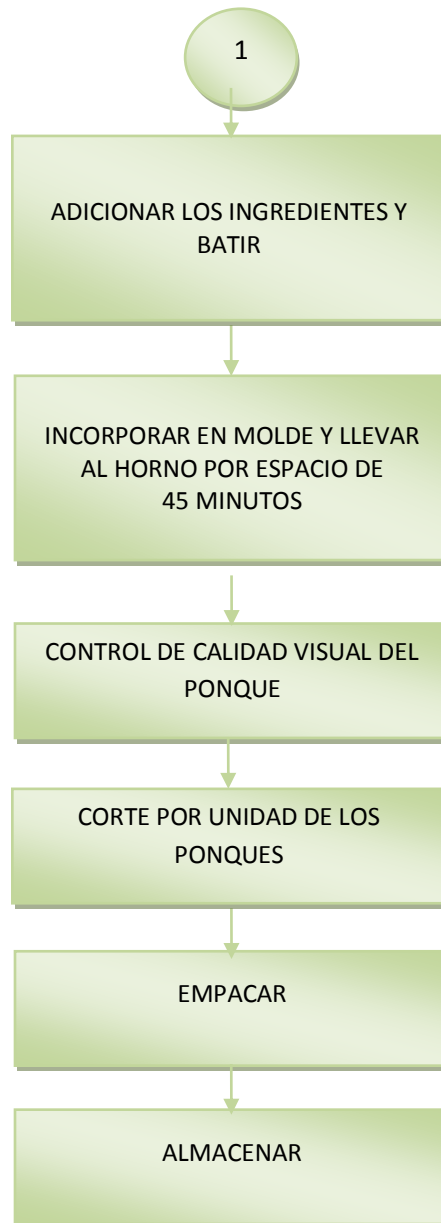 1
ADICIONAR LOS INGREDIENTES Y
BATIR
INCORPORAR EN MOLDE Y LLEVAR
AL HORNO POR ESPACIO DE
45 MINUTOS
CONTROL DE CALIDAD VISUAL DEL
PONQUE
CORTE POR UNIDAD DE LOS
PONQUES
EMPACAR
ALMACENAR